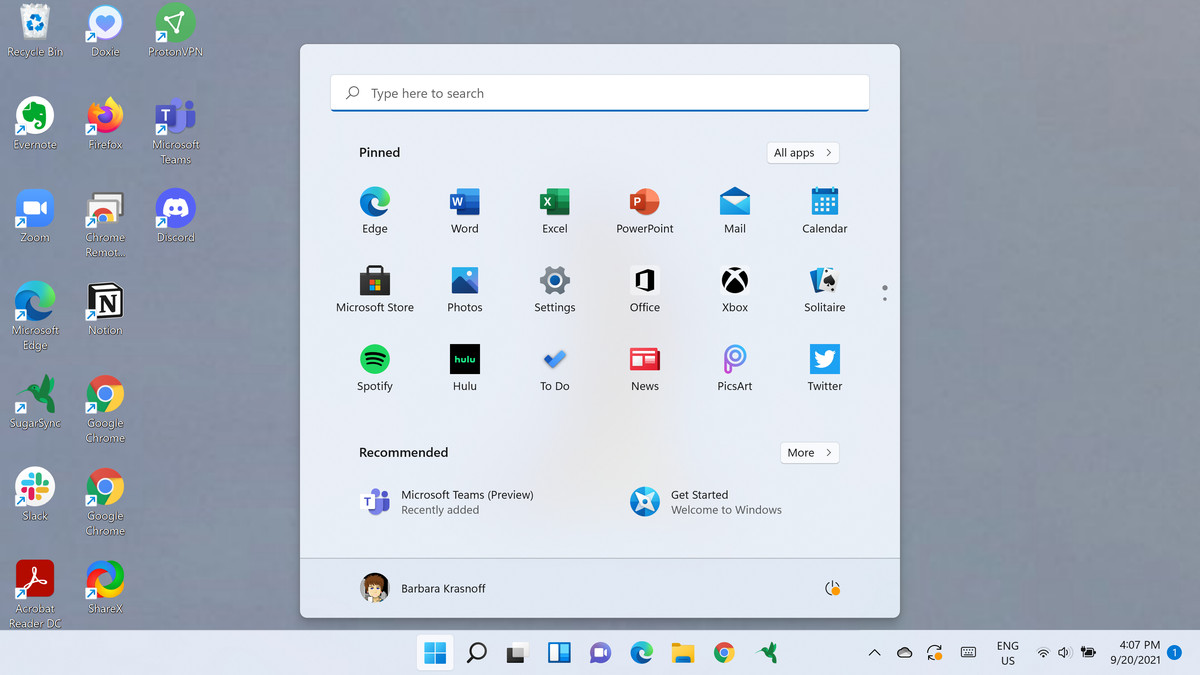 Recycle Bin
Doxie
ProtonVPN
Evernote
Firefox
Microsoft
Teams
Zoom
Chrome
Remot...
Discord
Microsoft
Edge
Notion
SugarSync
Google
Chrome
Slack
Google
Chrome
Acrobat
Reader DC
ShareX
Type here to search
Pinned
All apps
Edge
Word
Excel
PowerPoint
Mail
Calendar
Microsoft Store
Photos
Settings
Office
Xbox
Solitaire
hulu
Spotify
Hulu
To Do
News
PicsArt
Twitter
Recommended
More
Microsoft Teams (Preview)
Recently added
Get Started
Welcome to Windows
Barbara Krasnoff
ENG
US
4:07 PM
9/20/2021
1